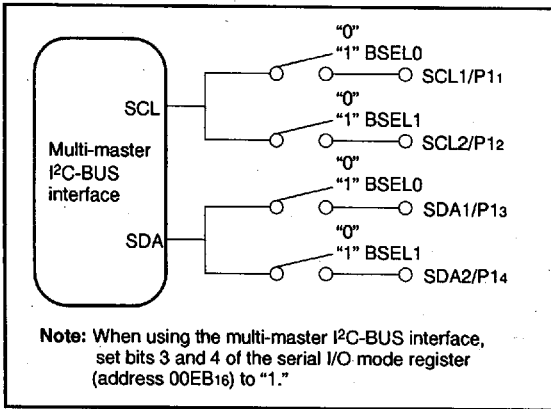 “0”
“1” BSEL0
SCL1/P11
SCL
“0”
“1” BSEL1
SCL2/P12
Multi-master
I²C-BUS
interface
“0”
“1” BSEL0
SDA1/P13
SDA
“0”
“1” BSEL1
SDA2/P14
Note: When using the multi-master I²C-BUS interface,
set bits 3 and 4 of the serial I/O mode register
(address 00EB16) to “1.”